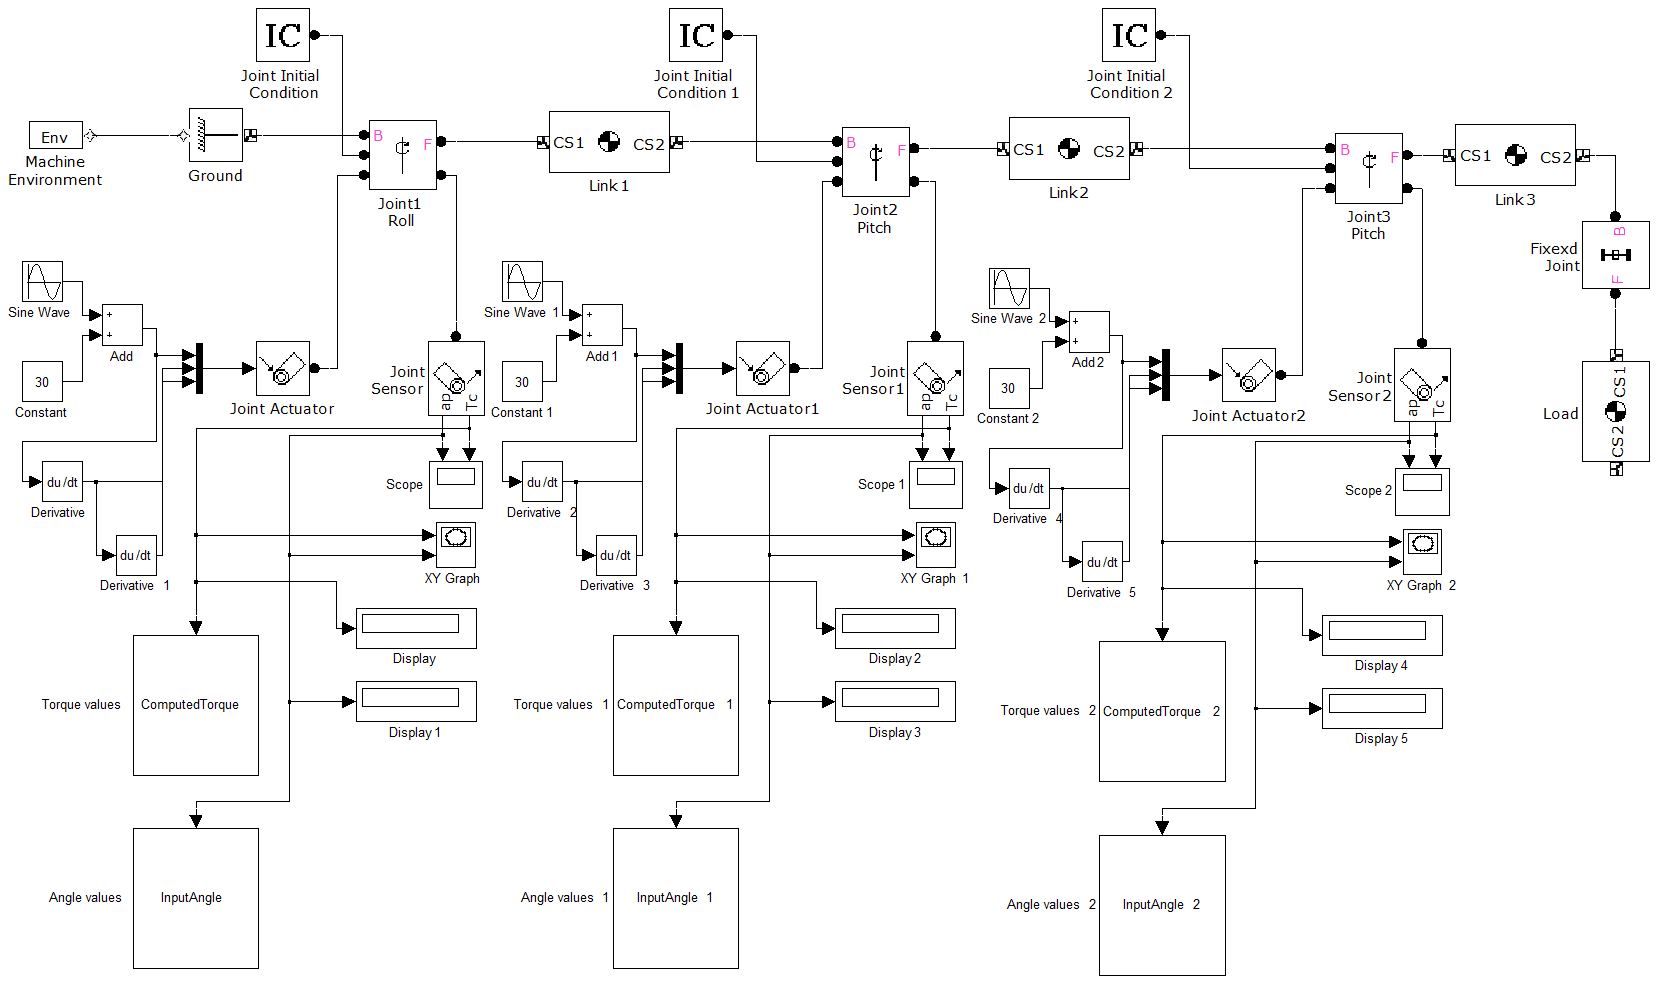 IC
Joint Initial
Condition
IC
Joint Initial
Condition 1
IC
Joint Initial
Condition 2
Env
Machine
Environment
Ground
B
F
Joint1
Roll
CS1
CS2
Link1
B
F
Joint2
Pitch
CS1
CS2
Link2
B
F
Joint3
Pitch
CS1
CS2
Link3
B
F
Fixexd
Joint
CS1
CS2
Load
Sine Wave
+
+
Add
30
Constant
Joint Actuator
Joint
Sensor
ap
Tc
du/dt
Derivative
du/dt
Derivative 1
Scope
XY Graph
Display
Display 1
Torque values
ComputedTorque
Angle values
InputAngle
Sine Wave 1
+
+
Add 1
30
Constant 1
Joint Actuator1
Joint
Sensor1
ap
Tc
du/dt
Derivative 2
du/dt
Derivative 3
Scope 1
XY Graph 1
Display 2
Display 3
Torque values 1
ComputedTorque 1
Angle values 1
InputAngle 1
Sine Wave 2
+
+
Add 2
30
Constant 2
Joint Actuator2
Joint
Sensor2
ap
Tc
du/dt
Derivative 4
du/dt
Derivative 5
Scope 2
XY Graph 2
Display 4
Display 5
Torque values 2
ComputedTorque 2
Angle values 2
InputAngle 2